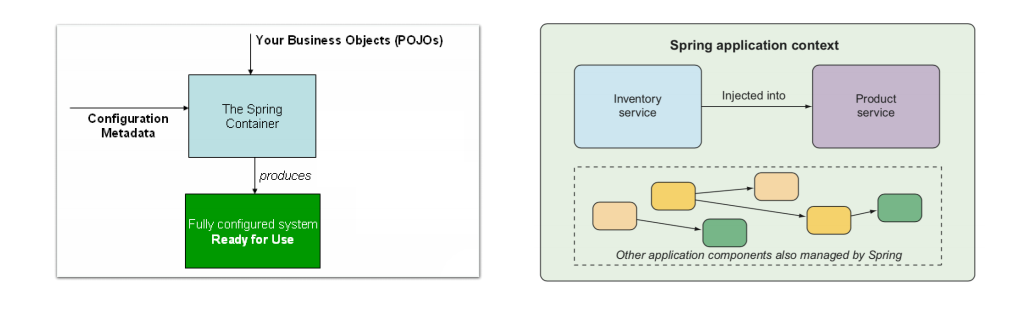 Your Business Objects (POJOs)
The Spring
Container
Configuration
Metadata
produces
Fully configured system
Ready for Use
Spring application context
Inventory
service
Injected into
Product
service
Other application components also managed by Spring